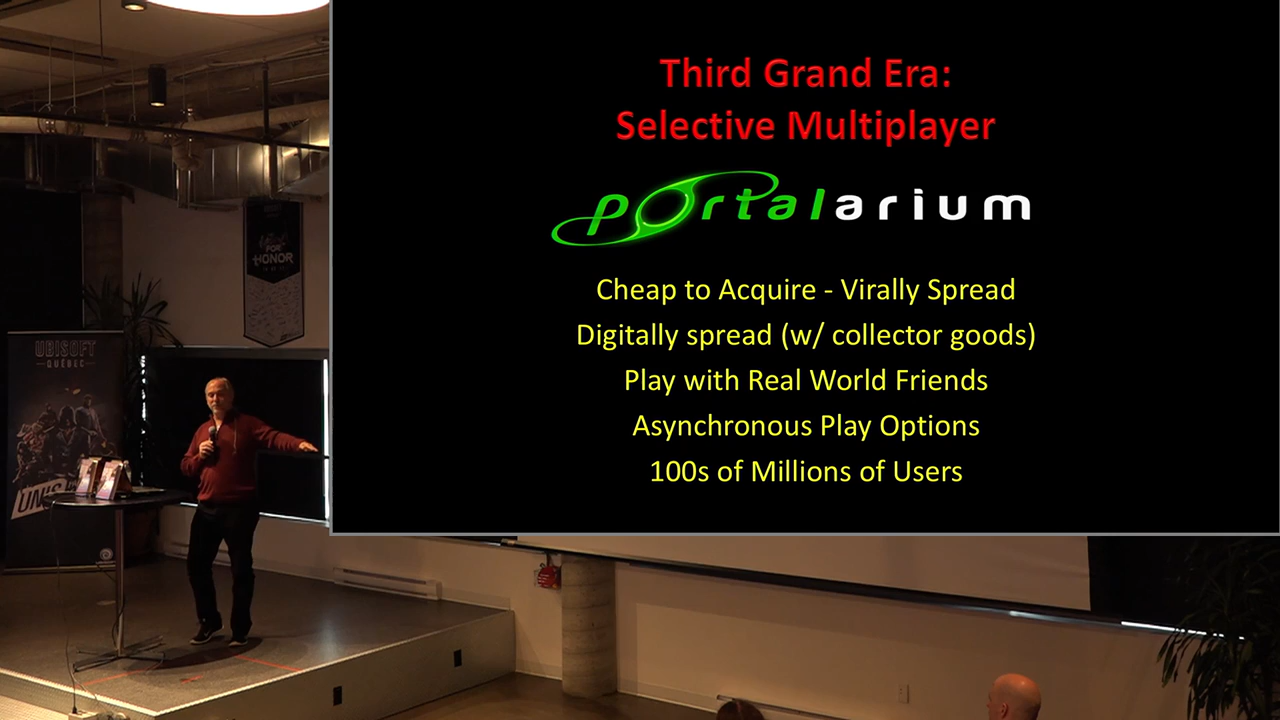 Third Grand Era:
Selective Multiplayer
portalarium
Cheap to Acquire - Virally Spread
Digitally spread (w/ collector goods)
Play with Real World Friends
Asynchronous Play Options
100s of Millions of Users
FOR
HONOR
UBISOFT
QUÉBEC